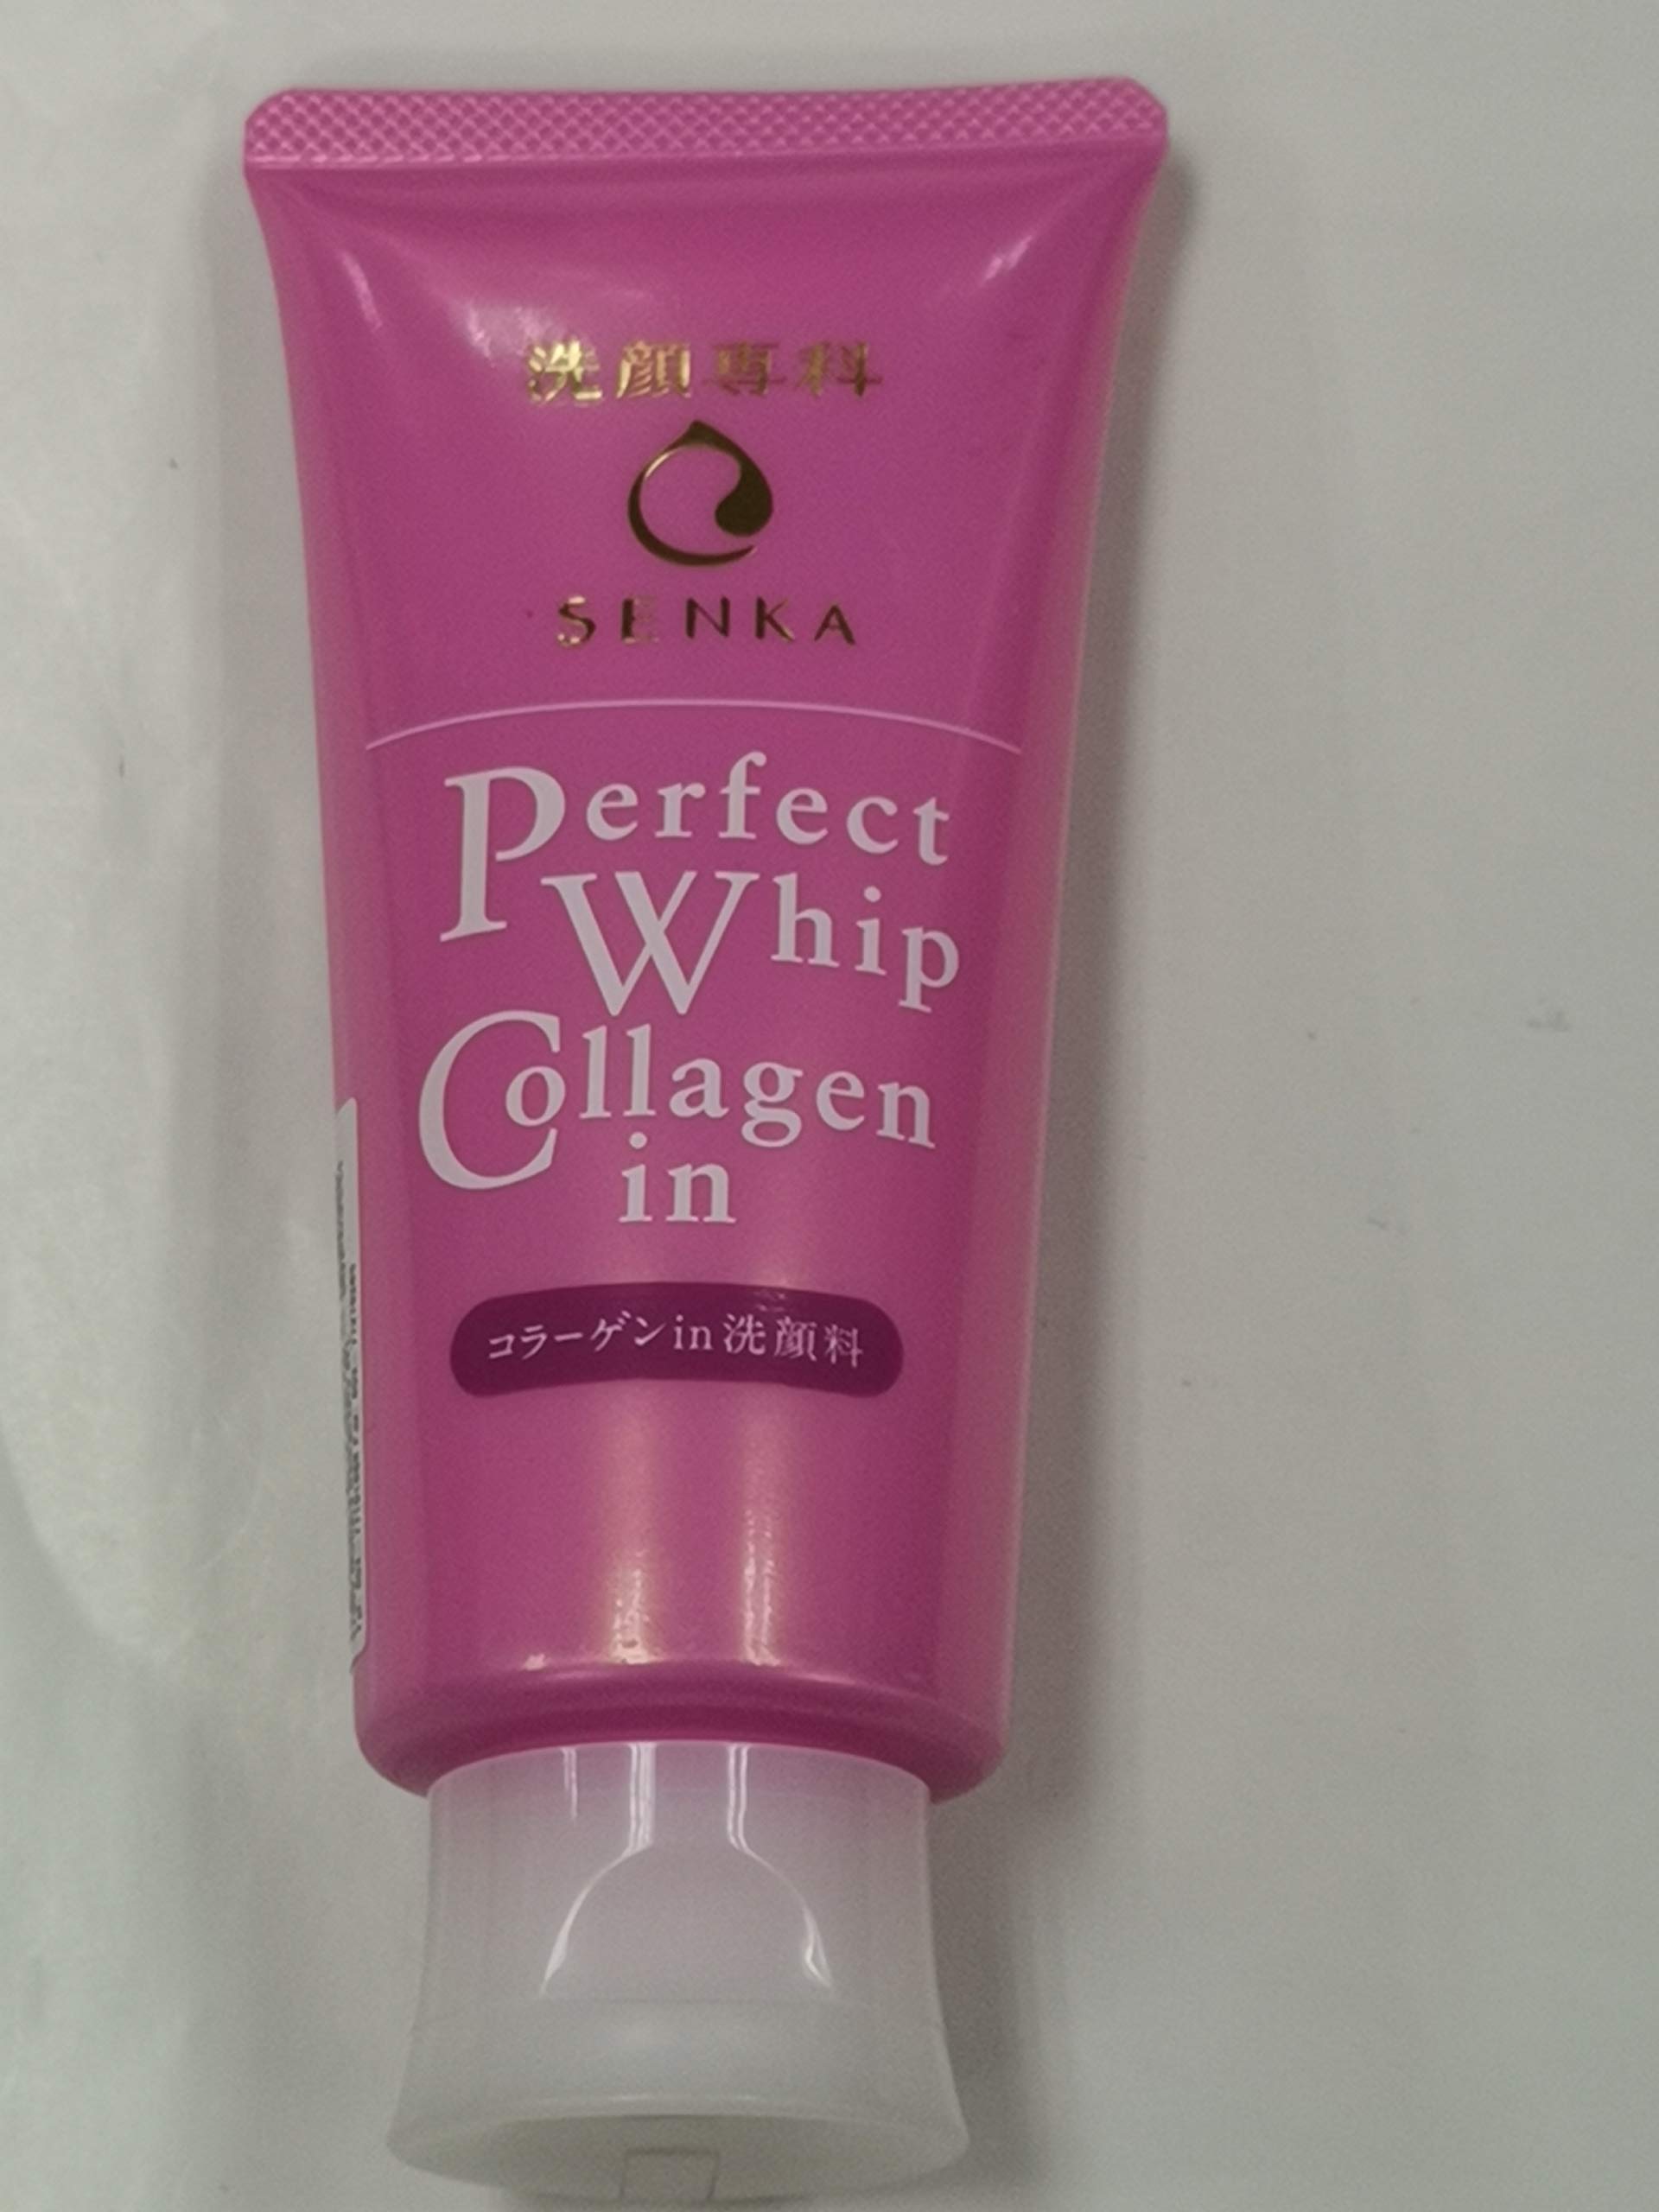 洗顔専科
SENKA
Perfect
Whip
Collagen
in
コラーゲンin洗顔料